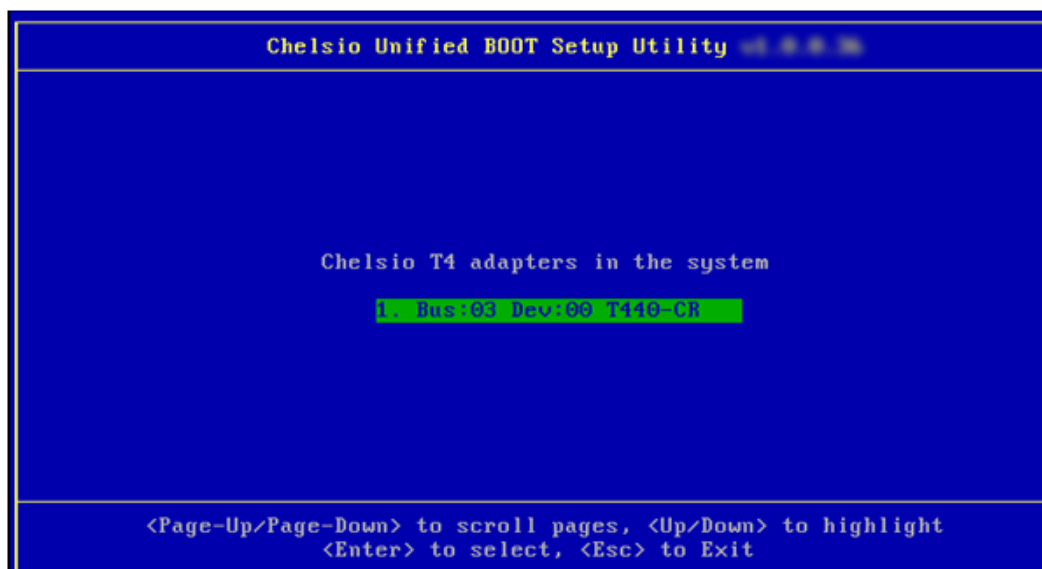 Chelsio Unified BOOT Setup Utility
Chelsio T4 adapters in the system
1. Bus:03 Dev:00 T440-CR
<Page-Up/Page-Down> to scroll pages, <Up/Down> to highlight
<Enter> to select, <Esc> to Exit